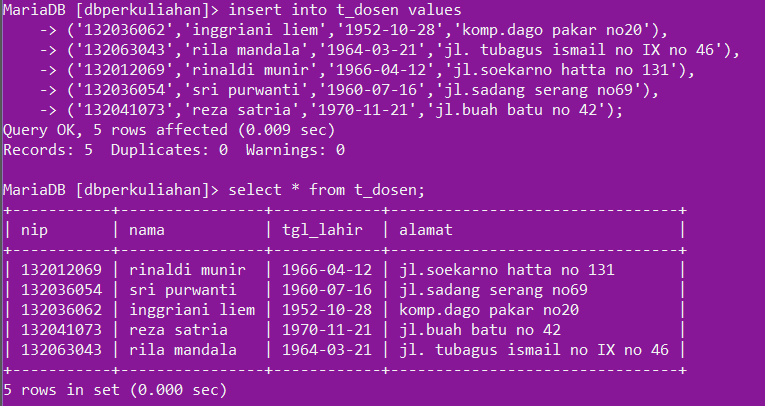 MariaDB [dbperkuliahan]> insert into t_dosen values
    -> ('132036062','inggriani liem','1952-10-28','komp.dago pakar no20'),
    -> ('132063043','rila mandala','1964-03-21','jl. tubagus ismail no IX no 46'),
    -> ('132012069','rinaldi munir','1966-04-12','jl.soekarno hatta no 131'),
    -> ('132036054','sri purwanti','1960-07-16','jl.sadang serang no69'),
    -> ('132041073','reza satria','1970-11-21','jl.buah batu no 42');
Query OK, 5 rows affected (0.009 sec)
Records: 5  Duplicates: 0  Warnings: 0

MariaDB [dbperkuliahan]> select * from t_dosen;
+-----------+----------------+------------+--------------------------------+
| nip       | nama           | tgl_lahir  | alamat                         |
+-----------+----------------+------------+--------------------------------+
| 132012069 | rinaldi munir  | 1966-04-12 | jl.soekarno hatta no 131       |
| 132036054 | sri purwanti   | 1960-07-16 | jl.sadang serang no69          |
| 132036062 | inggriani liem | 1952-10-28 | komp.dago pakar no20           |
| 132041073 | reza satria    | 1970-11-21 | jl.buah batu no 42             |
| 132063043 | rila mandala   | 1964-03-21 | jl. tubagus ismail no IX no 46 |
+-----------+----------------+------------+--------------------------------+
5 rows in set (0.000 sec)